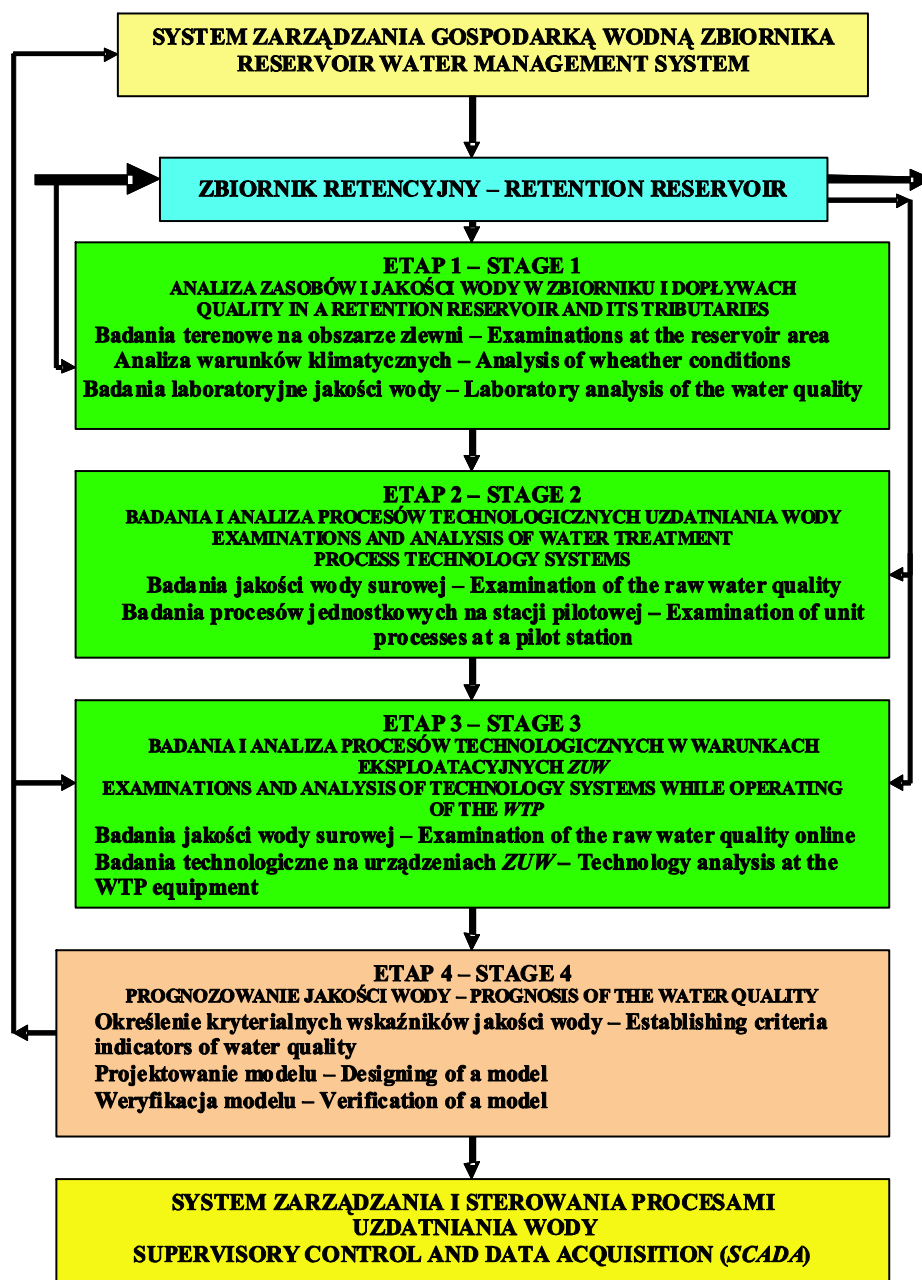 SYSTEM ZARZĄDZANIA GOSPODARKĄ WODNĄ ZBIORNIKA
RESERVOIR WATER MANAGEMENT SYSTEM
ZBIORNIK RETENCYJNY – RETENTION RESERVOIR
ETAP 1 – STAGE 1
ANALIZA ZASOBÓW I JAKOŚCI WODY W ZBIORNIKU I DOPŁYWACH
QUALITY IN A RETENTION RESERVOIR AND ITS TRIBUTARIES
Badania terenowe na obszarze zlewni – Examinations at the reservoir area
Analiza warunków klimatycznych – Analysis of wheather conditions
Badania laboratoryjne jakości wody – Laboratory analysis of the water quality
ETAP 2 – STAGE 2
BADANIA I ANALIZA PROCESÓW TECHNOLOGICZNYCH UZDATNIANIA WODY
EXAMINATIONS AND ANALYSIS OF WATER TREATMENT
PROCESS TECHNOLOGY SYSTEMS
Badania jakości wody surowej – Examination of the raw water quality
Badania procesów jednostkowych na stacji pilotowej – Examination of unit
processes at a pilot station
ETAP 3 – STAGE 3
BADANIA I ANALIZA PROCESÓW TECHNOLOGICZNYCH W WARUNKACH
EKSPLOATACYJNYCH ZUW
EXAMINATIONS AND ANALYSIS OF TECHNOLOGY SYSTEMS WHILE OPERATING
OF THE WTP
Badania jakości wody surowej – Examination of the raw water quality online
Badania technologiczne na urządzeniach ZUW – Technology analysis at the
WTP equipment
ETAP 4 – STAGE 4
PROGNOZOWANIE JAKOŚCI WODY – PROGNOSIS OF THE WATER QUALITY
Określenie kryterialnych wskaźników jakości wody – Establishing criteria
indicators of water quality
Projektowanie modelu – Designing of a model
Weryfikacja modelu – Verification of a model
SYSTEM ZARZĄDZANIA I STEROWANIA PROCESAMI
UZDATNIANIA WODY
SUPERVISORY CONTROL AND DATA ACQUISITION (SCADA)